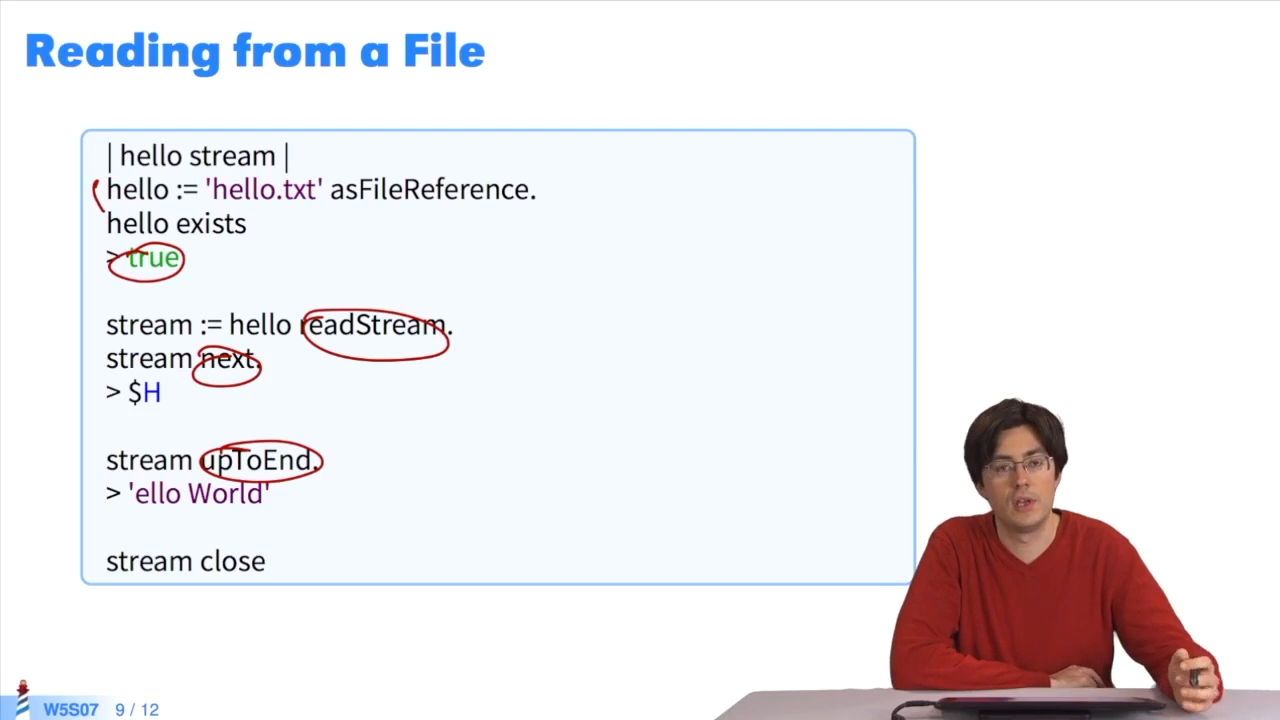 Reading from a File
| hello stream |
hello := 'hello.txt' asFileReference.
hello exists
> true
stream := hello readStream.
stream next.
> $H
stream upToEnd.
> 'ello World'
stream close
W5S07 9 / 12